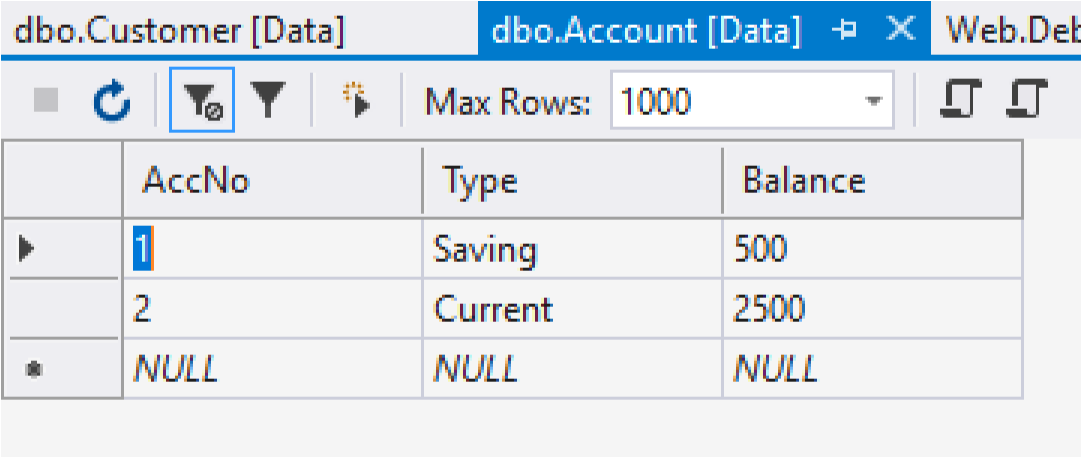 dbo.Customer [Data] dbo.Account [Data] Web.Deb
Max Rows: 1000
AccNo Type Balance
1 Saving 500
2 Current 2500
NULL NULL NULL